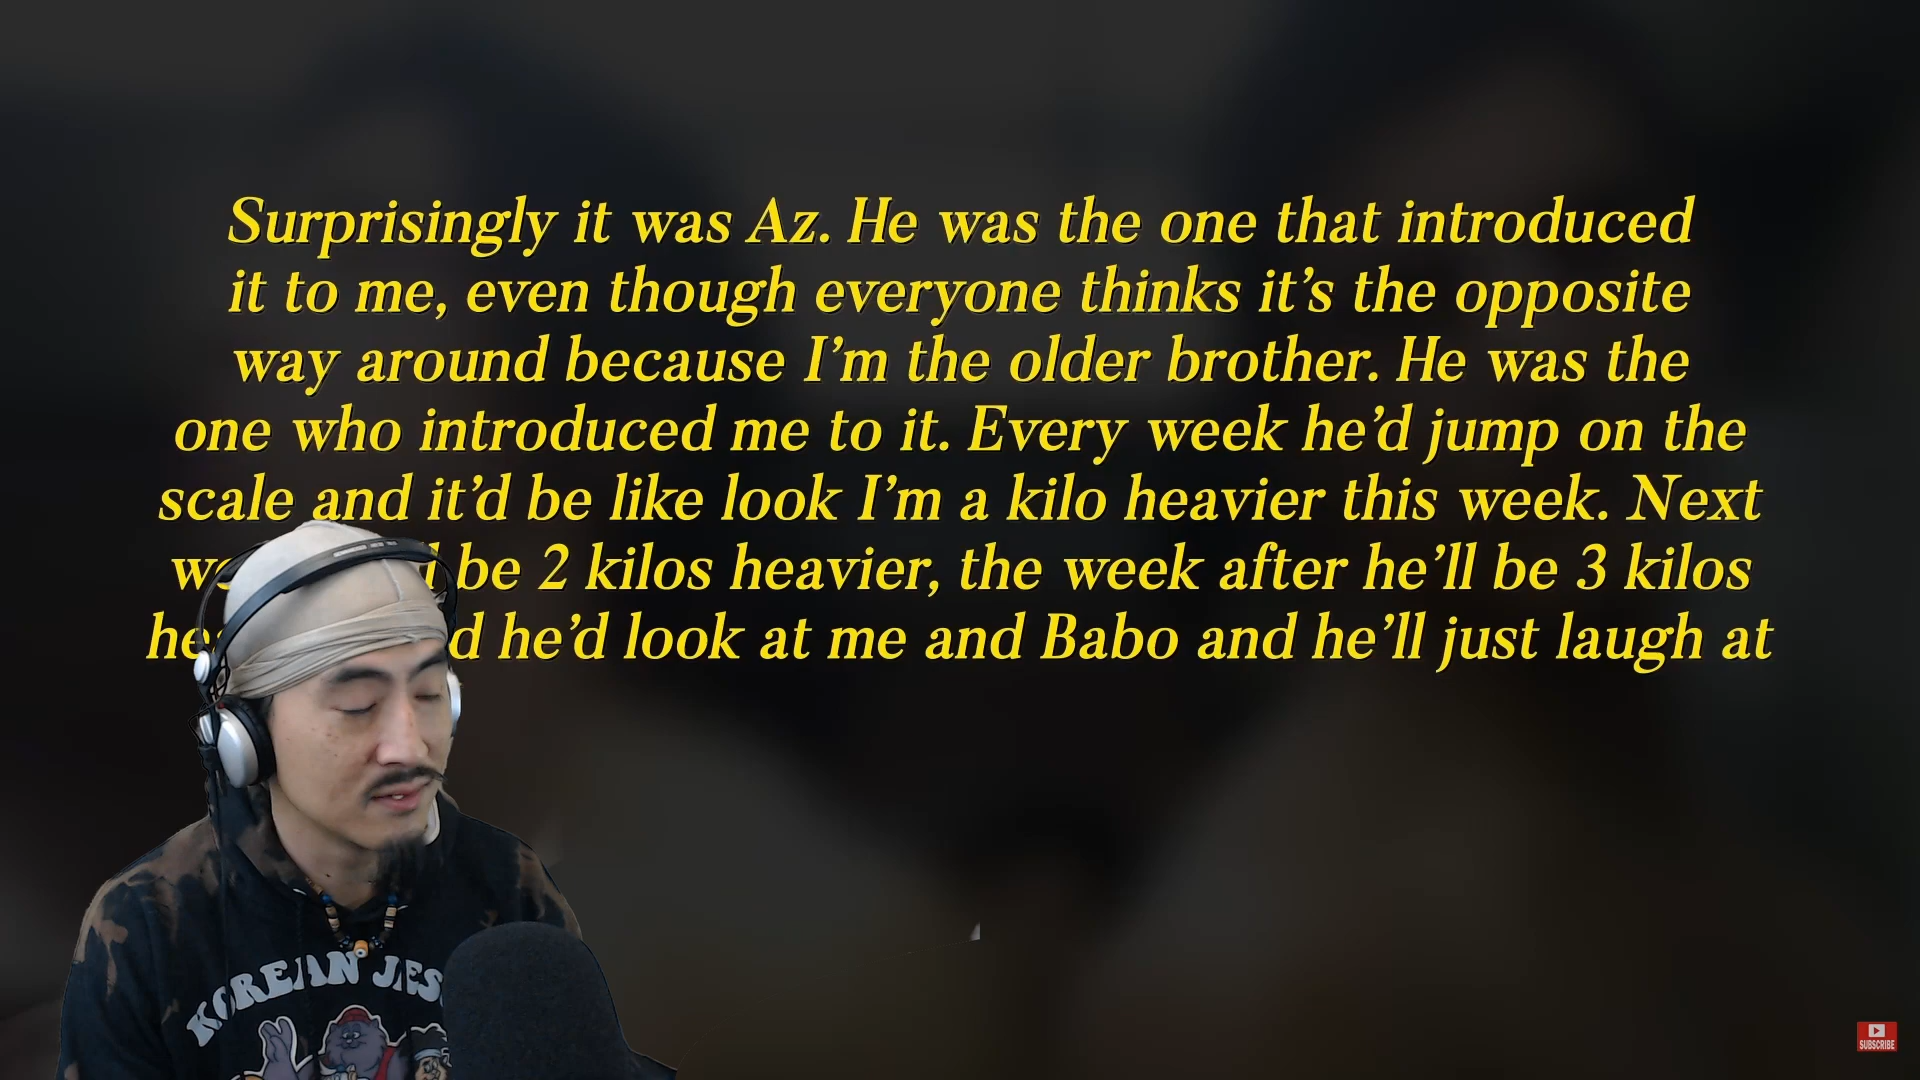 Surprisingly it was Az. He was the one that introduced
it to me, even though everyone thinks it’s the opposite
way around because I’m the older brother. He was the
one who introduced me to it. Every week he’d jump on the
scale and it’d be like look I’m a kilo heavier this week. Next
be 2 kilos heavier, the week after he’ll be 3 kilos
he’d look at me and Babo and he’ll just laugh at
KOREAN
SUBSCRIBE